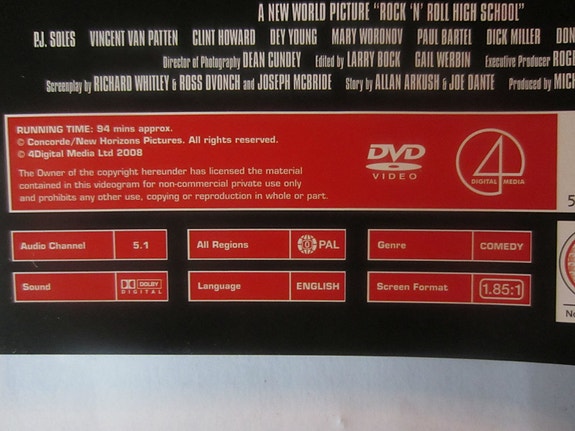 A NEW WORLD PICTURE "ROCK 'N' ROLL HIGH SCHOOL"
P.J. SOLES VINCENT VAN PATTEN CLINT HOWARD DEY YOUNG MARY WORONOV PAUL BARTEL DICK MILLER DON
Director of Photography DEAN CUNDEY Edited by LARRY BOCK GAIL WERBIN Executive Producer ROG
Screenplay by RICHARD WHITLEY & ROSS DVONCH and JOSEPH McBRIDE Story by ALLAN ARKUSH & JOE DANTE Produced by MICH
RUNNING TIME: 94 mins approx.
© Concorde/New Horizons Pictures. All rights reserved.
© 4Digital Media Ltd 2008
The Owner of the copyright hereunder has licensed the material
contained in this videogram for non-commercial private use only
and prohibits any other use, copying or reproduction in whole or part.
DVD
VIDEO
4
DIGITAL MEDIA
5
Audio Channel 5.1
All Regions 0 PAL
Genre COMEDY
Sound DOLBY
DIGITAL
Language ENGLISH
Screen Format 1.85:1